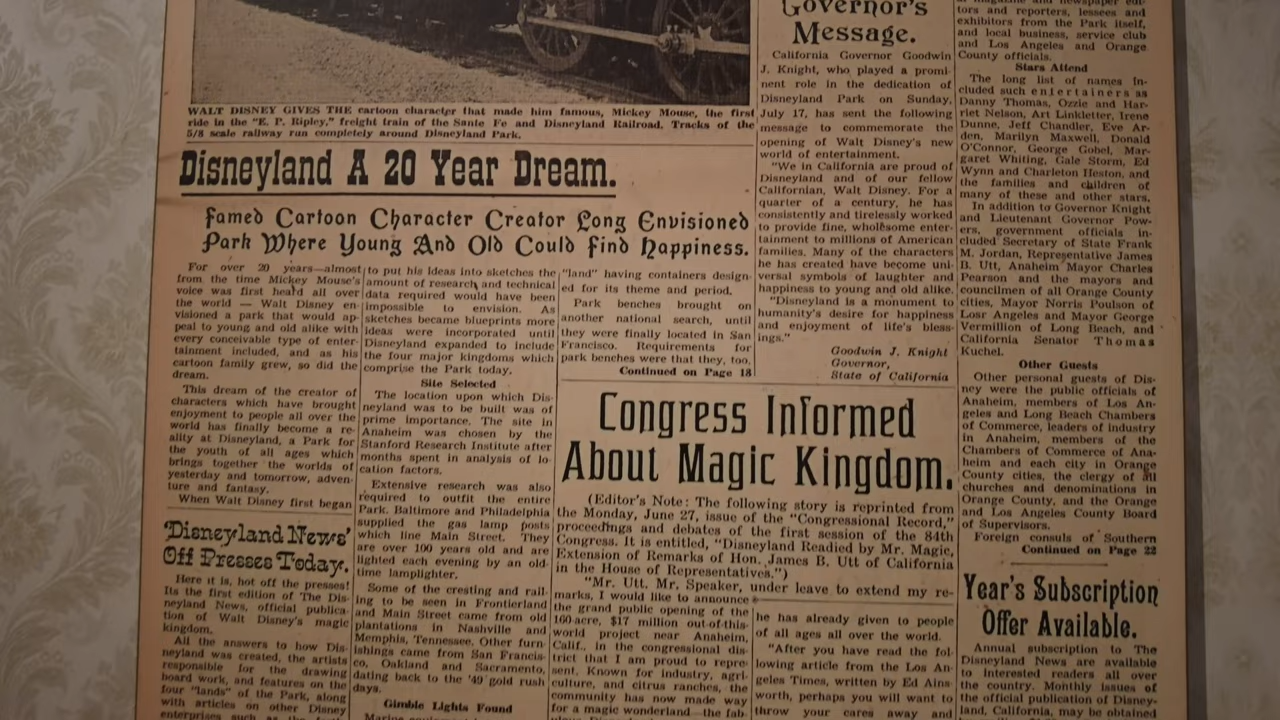 WALT DISNEY GIVES THE cartoon character that made him famous, Mickey Mouse, the first
ride in the "E. P. Ripley," freight train of the Sante Fe and Disneyland Railroad. Tracks of the
5/8 scale railway run completely around Disneyland Park.
Disneyland A 20 Year Dream.
Famed Cartoon Character Creator Long Envisioned
Park Where Young And Old Could Find Happiness.
For over 20 years—almost
from the time Mickey Mouse's
voice was first heard all over
the world — Walt Disney en-
visioned a park that would ap-
peal to young and old alike with
every conceivable type of enter-
tainment included, and as his
cartoon family grew, so did the
dream.
This dream of the creator of
characters which have brought
enjoyment to people all over the
world has finally become a re-
ality at Disneyland, a Park for
the youth of all ages which
brings together the worlds of
yesterday and tomorrow, adven-
ture and fantasy.
When Walt Disney first began
to put his ideas into sketches the
amount of research and technical
data required would have been
impossible to envision. As
sketches became blueprints more
ideas were incorporated until
Disneyland expanded to include
the four major kingdoms which
comprise the Park today.
Site Selected
The location upon which Dis-
neyland was to be built was of
prime importance. The site in
Anaheim was chosen by the
Stanford Research Institute after
months spent in analysis of lo-
cation factors.
Extensive research was also
required to outfit the entire
Park. Baltimore and Philadelphia
supplied the gas lamp posts
which line Main Street. They
are over 100 years old and are
lighted each evening by an old-
time lamplighter.
Some of the cresting and rail-
ing to be seen in Frontierland
and Main Street came from old
plantations in Nashville and
Memphis, Tennessee. Other furn-
ishings came from San Francis-
co, Oakland and Sacramento,
dating back to the '49 gold rush
days.
Gimble Lights Found
"land" having containers design-
ed for its theme and period.
Park benches brought on
another national search, until
they were finally located in San
Francisco. Requirements for
park benches were that they, too,
Continued on Page 18
'Disneyland News'
Off Presses Today.
Here it is, hot off the presses!
Its the first edition of The Dis-
neyland News, official publica-
tion of Walt Disney's magic
kingdom.
All the answers to how Dis-
neyland was created, the artists
responsible for the drawing
board work, and features on the
four "lands" of the Park, along
with articles on other Disney
enterprises such as the
Governor's
Message.
California Governor Goodwin
J. Knight, who played a promi-
nent role in the dedication of
Disneyland Park on Sunday,
July 17, has sent the following
message to commemorate the
opening of Walt Disney's new
world of entertainment.
"We in California are proud of
Disneyland and of our fellow
Californian, Walt Disney. For a
quarter of a century, he has
consistently and tirelessly worked
to provide fine, wholesome enter-
tainment to millions of American
families. Many of the characters
he has created have become uni-
versal symbols of laughter and
happiness to young and old alike.
"Disneyland is a monument to
humanity's desire for happiness
and enjoyment of life's bless-
ings."
Goodwin J. Knight
Governor,
State of California
Congress Informed
About Magic Kingdom.
(Editor's Note: The following story is reprinted from
the Monday, June 27, issue of the "Congressional Record,"
proceedings and debates of the first session of the 84th
Congress. It is entitled, "Disneyland Readied by Mr. Magic,
Extension of Remarks of Hon. James B. Utt of California
in the House of Representatives.")
"Mr. Utt. Mr. Speaker, under leave to extend my re-
marks, I would like to announce
the grand public opening of the
160-acre, $17 million out-of-this-
world project near Anaheim,
Calif., in the congressional dis-
trict that I am proud to repre-
sent. Known for industry, agri-
culture, and citrus ranches, the
community has now made way
for a magic wonderland—the fab-
he has already given to people
of all ages all over the world.
"After you have read the fol-
lowing article from the Los An-
geles Times, written by Ed Ains-
worth, perhaps you will want to
throw your cares away and
tors and reporters, lessees and
exhibitors from the Park itself,
and local business, service club
and Los Angeles and Orange
County officials.
Stars Attend
The long list of names in-
cluded such entertainers as
Danny Thomas, Ozzie and Har-
riet Nelson, Art Linkletter, Irene
Dunne, Jeff Chandler, Eve Ar-
den, Marilyn Maxwell, Donald
O'Connor, George Gobel, Mar-
garet Whiting, Gale Storm, Ed
Wynn and Charleton Heston, and
the families and children of
many of these and other stars.
In addition to Governor Knight
and Lieutenant Governor Pow-
ers, government officials in-
cluded Secretary of State Frank
M. Jordan, Representative James
B. Utt, Anaheim Mayor Charles
Pearson and the mayors and
councilmen of all Orange County
cities, Mayor Norris Poulson of
Losr Angeles and Mayor George
Vermillion of Long Beach, and
California Senator Thomas
Kuchel.
Other Guests
Other personal guests of Dis-
ney were the public officials of
Anaheim, members of Los An-
geles and Long Beach Chambers
of Commerce, leaders of industry
in Anaheim, members of the
Chambers of Commerce of Ana-
heim and each city in Orange
County cities, the clergy of all
churches and denominations in
Orange County, and the Orange
and Los Angeles County Board
of Supervisors.
Foreign consuls of Southern
Continued on Page 22
Year's Subscription
Offer Available.
Annual subscription to The
Disneyland News are available
to interested readers all over
the country. Monthly issues of
the official publication of Disney-
land, California, may be obtained